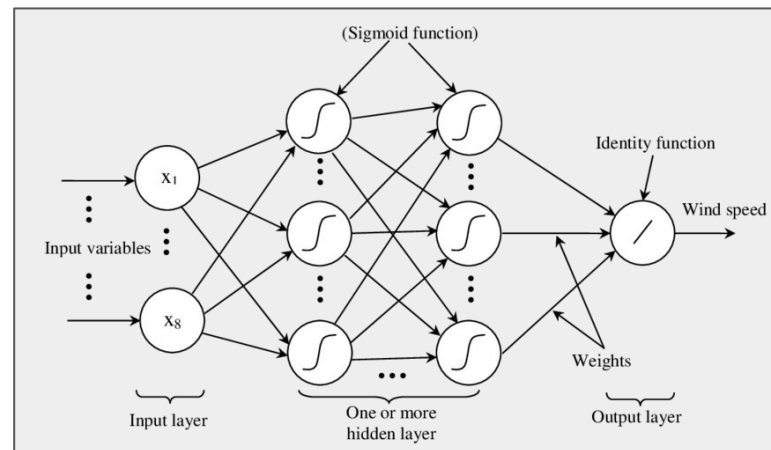 (Sigmoid function)
Identity function
X₁
Wind speed
Input variables
X₈
Weights
Input layer
One or more
hidden layer
Output layer